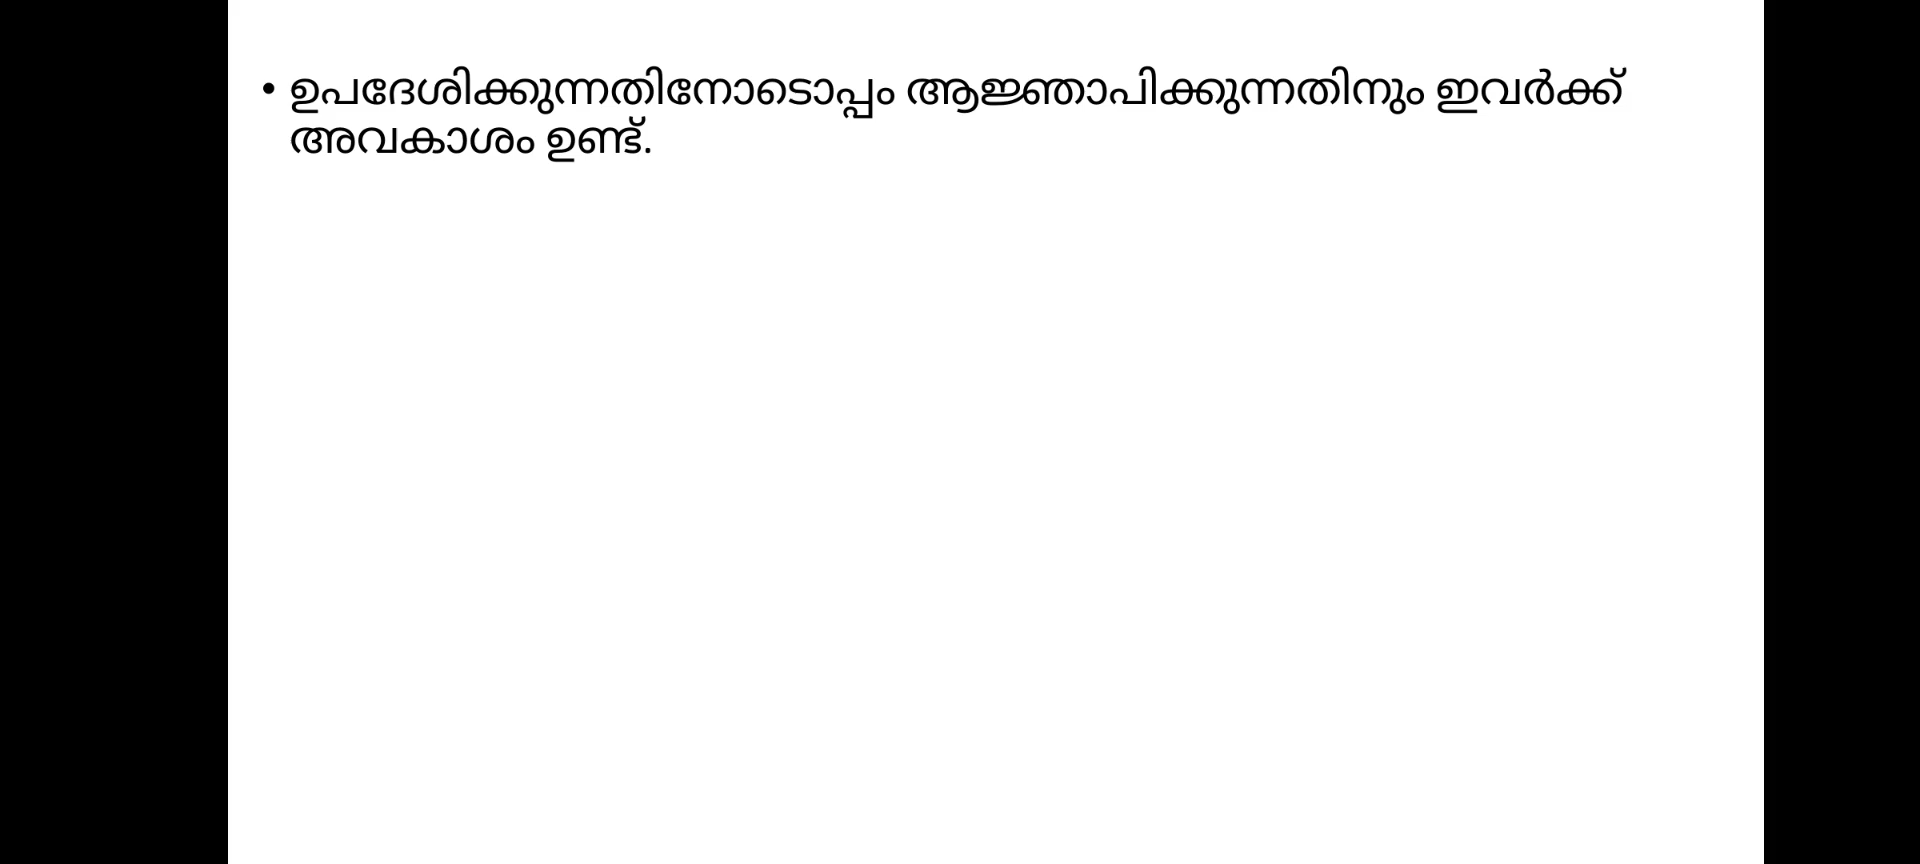 • ഉപദേശിക്കുന്നതിനോടൊപ്പം ആജ്ഞാപിക്കുന്നതിനും ഇവർക്ക്
അവകാശം ഉണ്ട്.